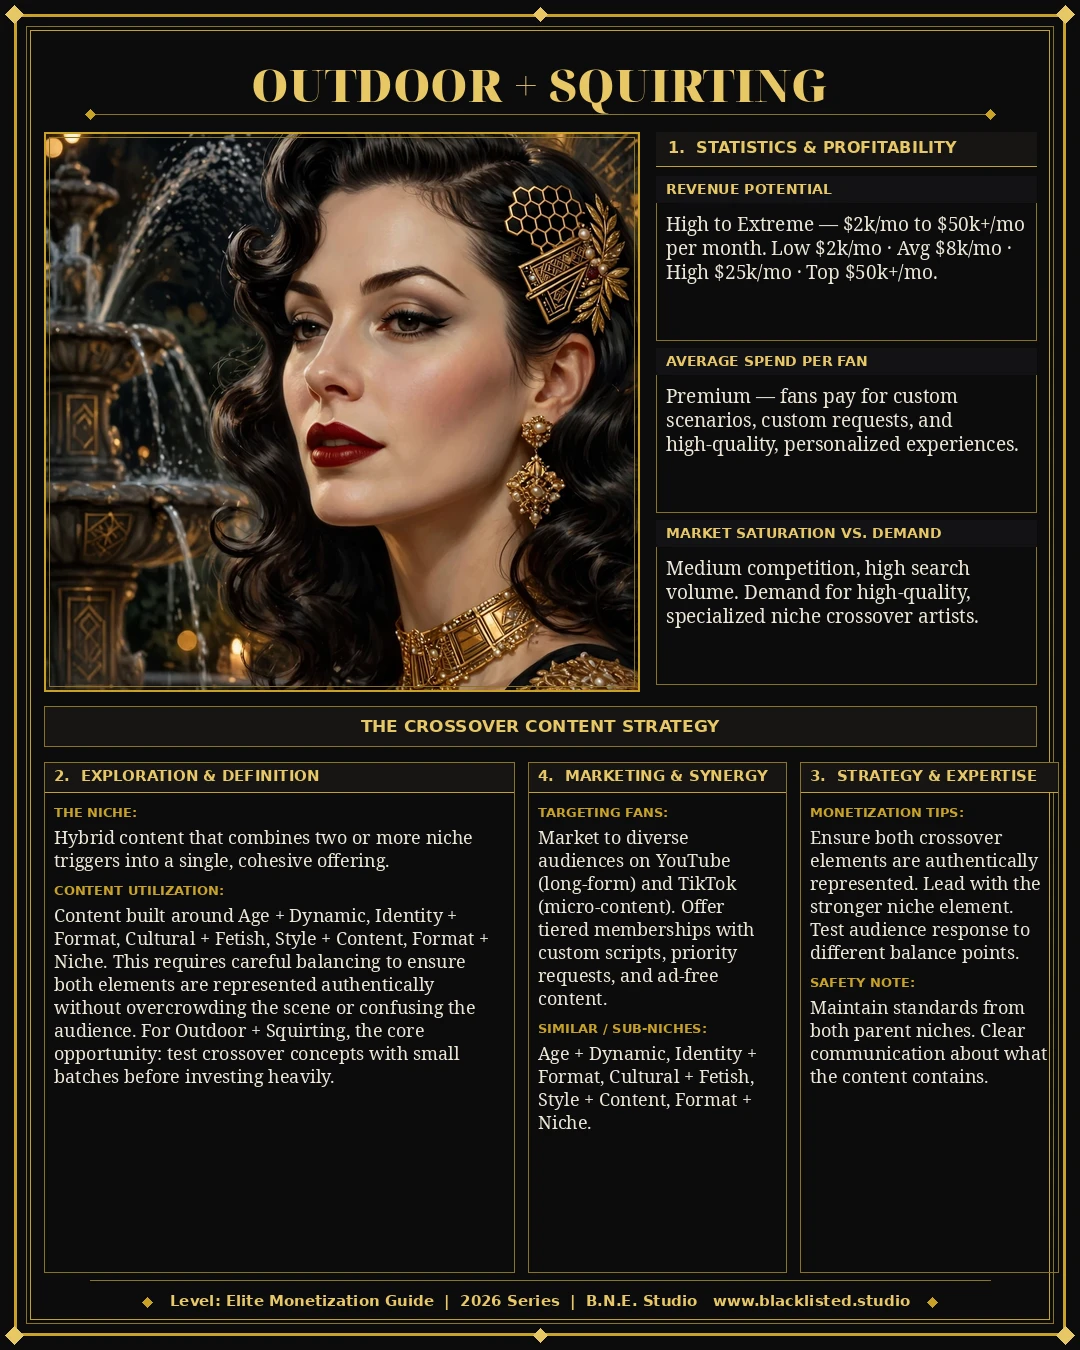 OUTDOOR + SQUIRTING
1. STATISTICS & PROFITABILITY
REVENUE POTENTIAL
High to Extreme — $2k/mo to $50k+/mo
per month. Low $2k/mo · Avg $8k/mo ·
High $25k/mo · Top $50k+/mo.
AVERAGE SPEND PER FAN
Premium — fans pay for custom
scenarios, custom requests, and
high-quality, personalized experiences.
MARKET SATURATION VS. DEMAND
Medium competition, high search
volume. Demand for high-quality,
specialized niche crossover artists.
THE CROSSOVER CONTENT STRATEGY
2. EXPLORATION & DEFINITION
THE NICHE:
Hybrid content that combines two or more niche
triggers into a single, cohesive offering.
CONTENT UTILIZATION:
Content built around Age + Dynamic, Identity +
Format, Cultural + Fetish, Style + Content, Format +
Niche. This requires careful balancing to ensure
both elements are represented authentically
without overcrowding the scene or confusing the
audience. For Outdoor + Squirting, the core
opportunity: test crossover concepts with small
batches before investing heavily.
4. MARKETING & SYNERGY
TARGETING FANS:
Market to diverse
audiences on YouTube
(long-form) and TikTok
(micro-content). Offer
tiered memberships with
custom scripts, priority
requests, and ad-free
content.
SIMILAR / SUB-NICHES:
Age + Dynamic, Identity +
Format, Cultural + Fetish,
Style + Content, Format +
Niche.
3. STRATEGY & EXPERTISE
MONETIZATION TIPS:
Ensure both crossover
elements are authentically
represented. Lead with the
stronger niche element.
Test audience response to
different balance points.
SAFETY NOTE:
Maintain standards from
both parent niches. Clear
communication about what
the content contains.
Level: Elite Monetization Guide | 2026 Series | B.N.E. Studio www.blacklisted.studio